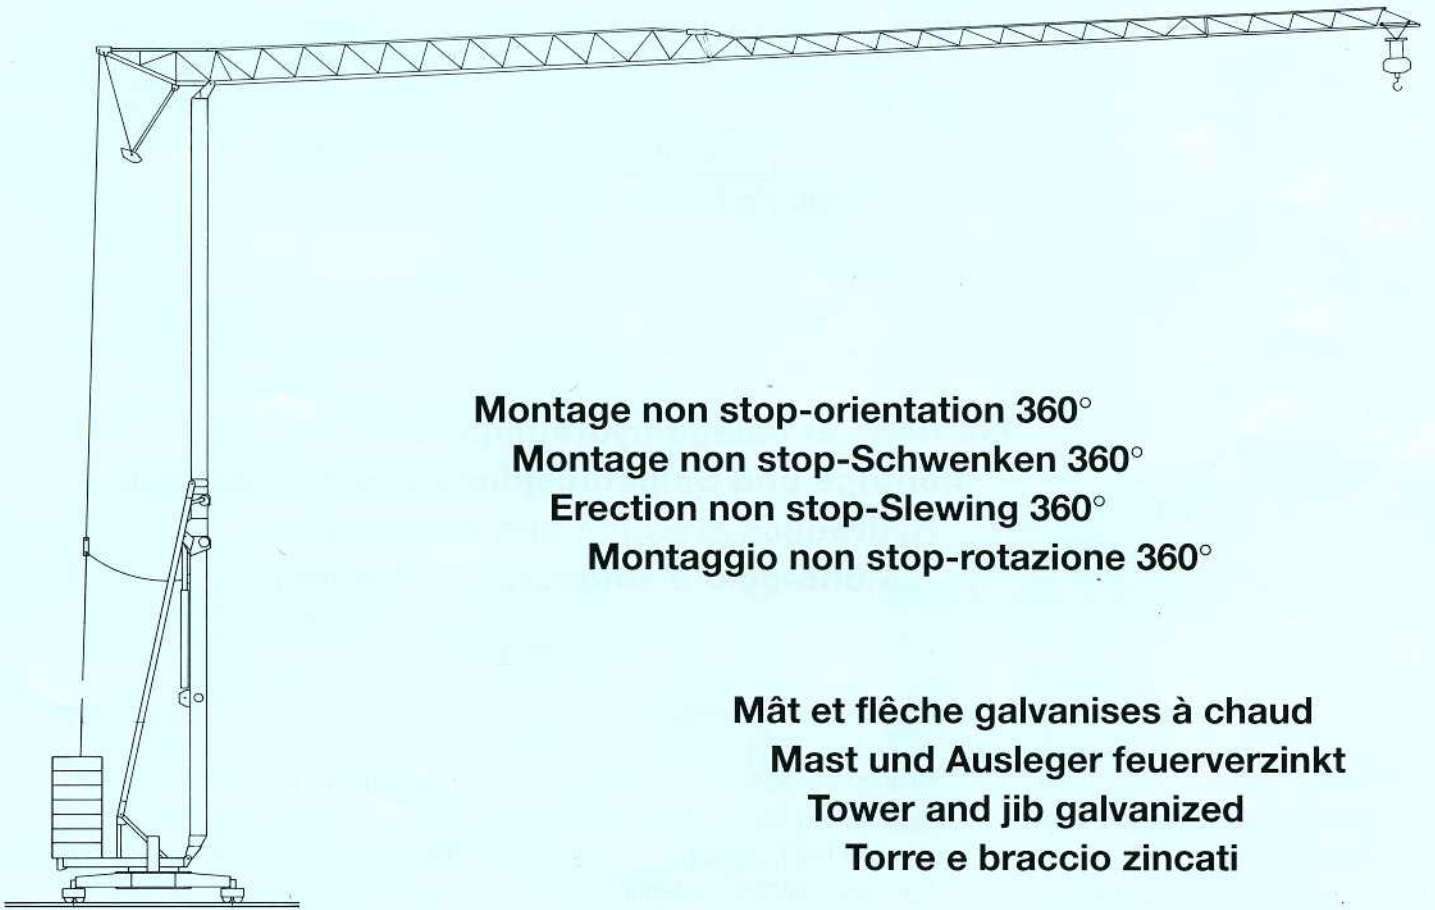 Montage non stop-orientation 360°
Montage non stop-Schwenken 360°
Erection non stop-Slewing 360°
Montaggio non stop-rotazione 360°
Mât et flêche galvanises à chaud
Mast und Ausleger feuerverzinkt
Tower and jib galvanized
Torre e braccio zincati